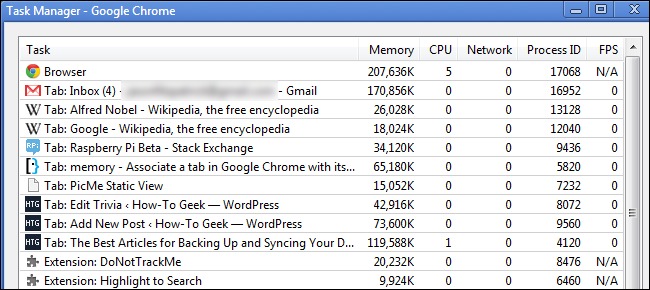 Task Manager - Google Chrome
Task Memory CPU Network Process ID FPS
Browser 207,636K 5 0 17068 N/A
Tab: Inbox (4) - - Gmail 170,856K 0 0 16952 0
W Tab: Alfred Nobel - Wikipedia, the free encyclopedia 26,028K 0 0 13128 0
W Tab: Google - Wikipedia, the free encyclopedia 18,024K 0 0 12040 0
RPi Tab: Raspberry Pi Beta - Stack Exchange 34,120K 0 0 9436 0
Tab: memory - Associate a tab in Google Chrome with its... 65,180K 0 0 5820 0
Tab: PicMe Static View 15,052K 0 0 7232 0
HTG Tab: Edit Trivia ‹ How-To Geek — WordPress 42,916K 0 0 8072 0
HTG Tab: Add New Post ‹ How-To Geek — WordPress 73,600K 0 0 9560 0
HTG Tab: The Best Articles for Backing Up and Syncing Your D... 119,588K 1 0 4120 0
Extension: DoNotTrackMe 20,232K 0 0 8476 N/A
Extension: Highlight to Search 9,924K 0 0 6460 N/A